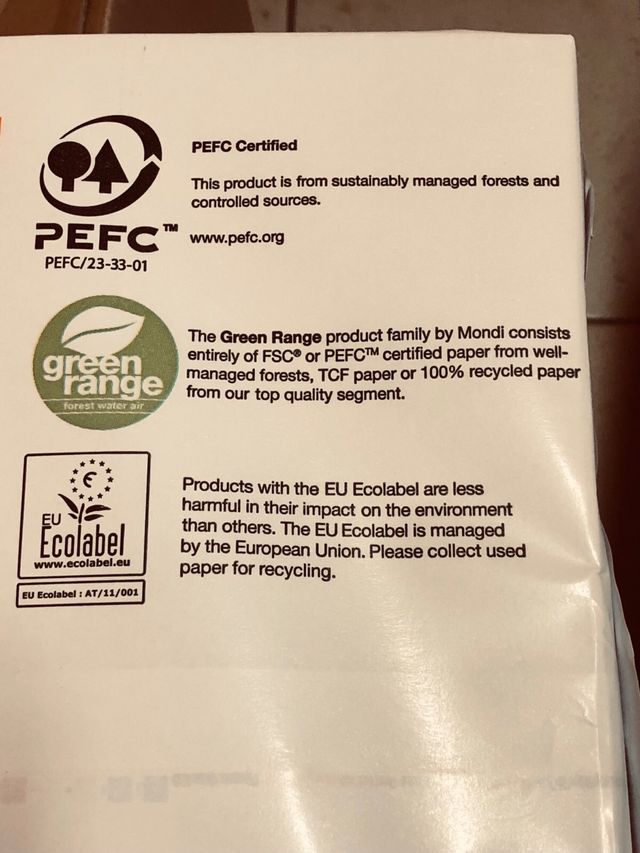 PEFC Certified
This product is from sustainably managed forests and
controlled sources.
PEFC™ www.pefc.org
PEFC/23-33-01
The Green Range product family by Mondi consists
entirely of FSC® or PEFC™ certified paper from well-
managed forests, TCF paper or 100% recycled paper
from our top quality segment.
green
range
forest water air
Products with the EU Ecolabel are less
harmful in their impact on the environment
than others. The EU Ecolabel is managed
by the European Union. Please collect used
paper for recycling.
EU
Ecolabel
www.ecolabel.eu
EU Ecolabel : AT/11/001